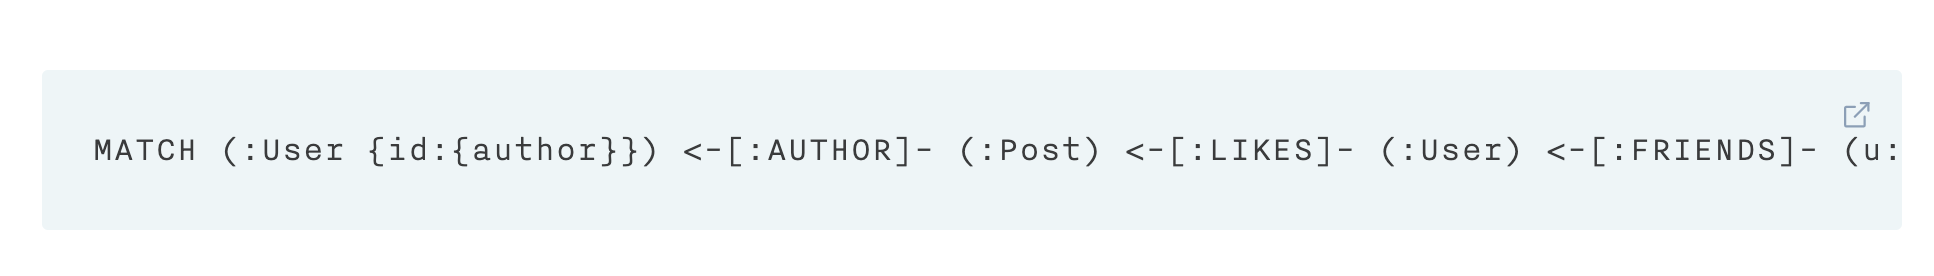 MATCH (:User {id:{author}}) <-[:AUTHOR]- (:Post) <-[:LIKES]- (:User) <-[:FRIENDS]- (u: